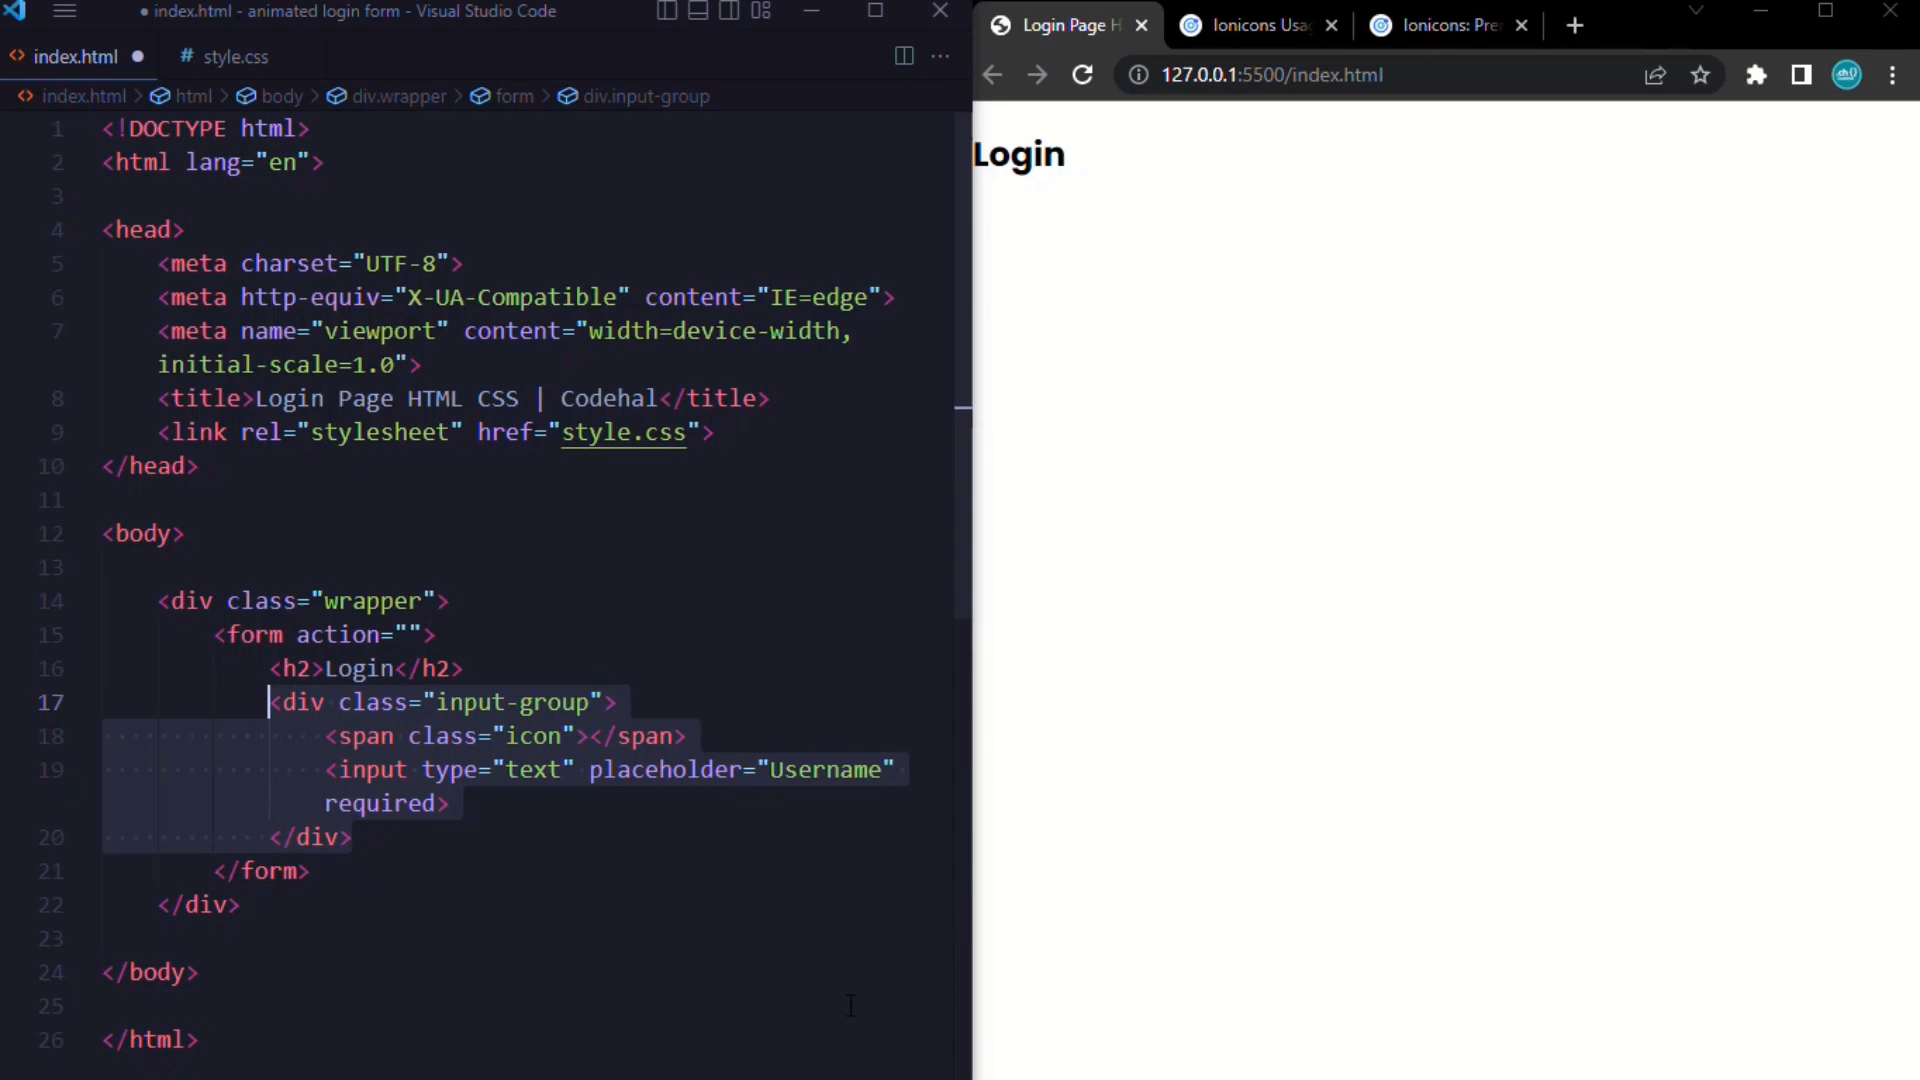 index.html - animated login form - Visual Studio Code
index.html
# style.css
index.html > html > body > div.wrapper > form > div.input-group
1 <!DOCTYPE html>
2 <html lang="en">
3
4 <head>
5 <meta charset="UTF-8">
6 <meta http-equiv="X-UA-Compatible" content="IE=edge">
7 <meta name="viewport" content="width=device-width,
initial-scale=1.0">
8 <title>Login Page HTML CSS | Codehal</title>
9 <link rel="stylesheet" href="style.css">
10 </head>
11
12 <body>
13
14 <div class="wrapper">
15 <form action="">
16 <h2>Login</h2>
17 <div class="input-group">
18 <span class="icon"></span>
19 <input type="text" placeholder="Username"
required>
20 </div>
21 </form>
22 </div>
23
24 </body>
25
26 </html>
Login Page H
Ionicons Usag
Ionicons: Pre
127.0.0.1:5500/index.html
Login